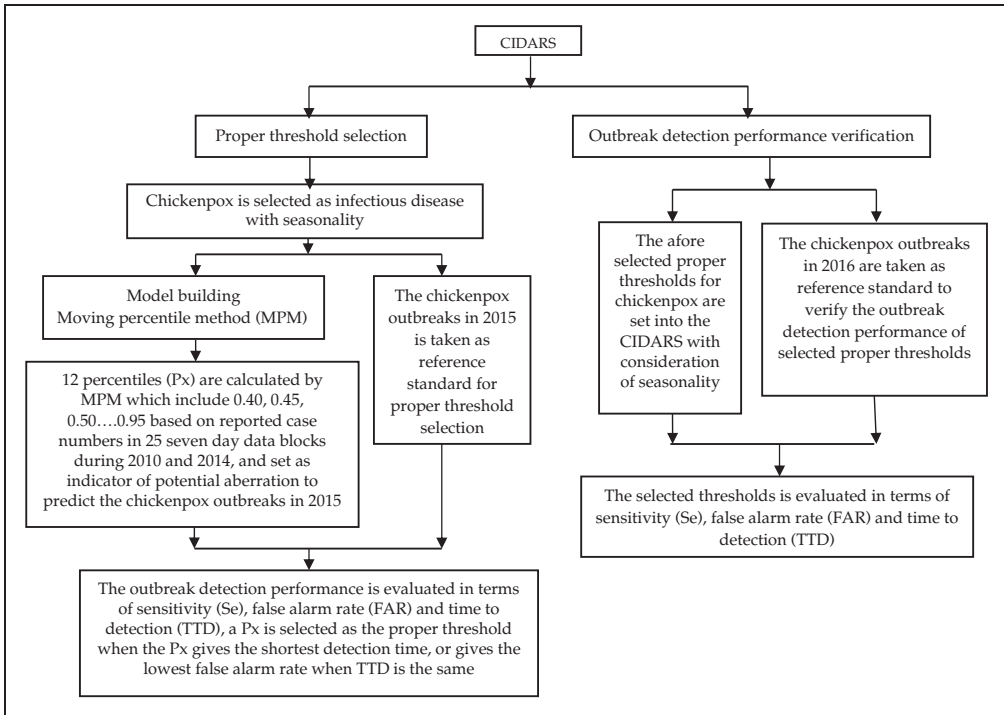 CIDARS
Proper threshold selection
Outbreak detection performance verification
Chickenpox is selected as infectious disease
with seasonality
Model building
Moving percentile method (MPM)
The chickenpox
outbreaks in 2015
is taken as
reference
standard for
proper threshold
selection
12 percentiles (Px) are calculated by
MPM which include 0.40, 0.45,
0.50….0.95 based on reported case
numbers in 25 seven day data blocks
during 2010 and 2014, and set as
indicator of potential aberration to
predict the chickenpox outbreaks in 2015
The outbreak detection performance is evaluated in terms
of sensitivity (Se), false alarm rate (FAR) and time to
detection (TTD), a Px is selected as the proper threshold
when the Px gives the shortest detection time, or gives the
lowest false alarm rate when TTD is the same
The afore
selected proper
thresholds for
chickenpox are
set into the
CIDARS with
consideration
of seasonality
The chickenpox outbreaks
in 2016 are taken as
reference standard to
verify the outbreak
detection performance of
selected proper thresholds
The selected thresholds is evaluated in terms of
sensitivity (Se), false alarm rate (FAR) and time to
detection (TTD)